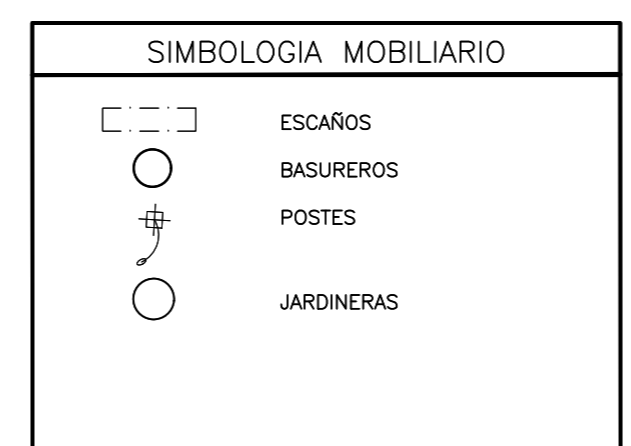 SIMBOLOGIA MOBILIARIO
ESCAÑOS
BASUREROS
POSTES
JARDINERAS